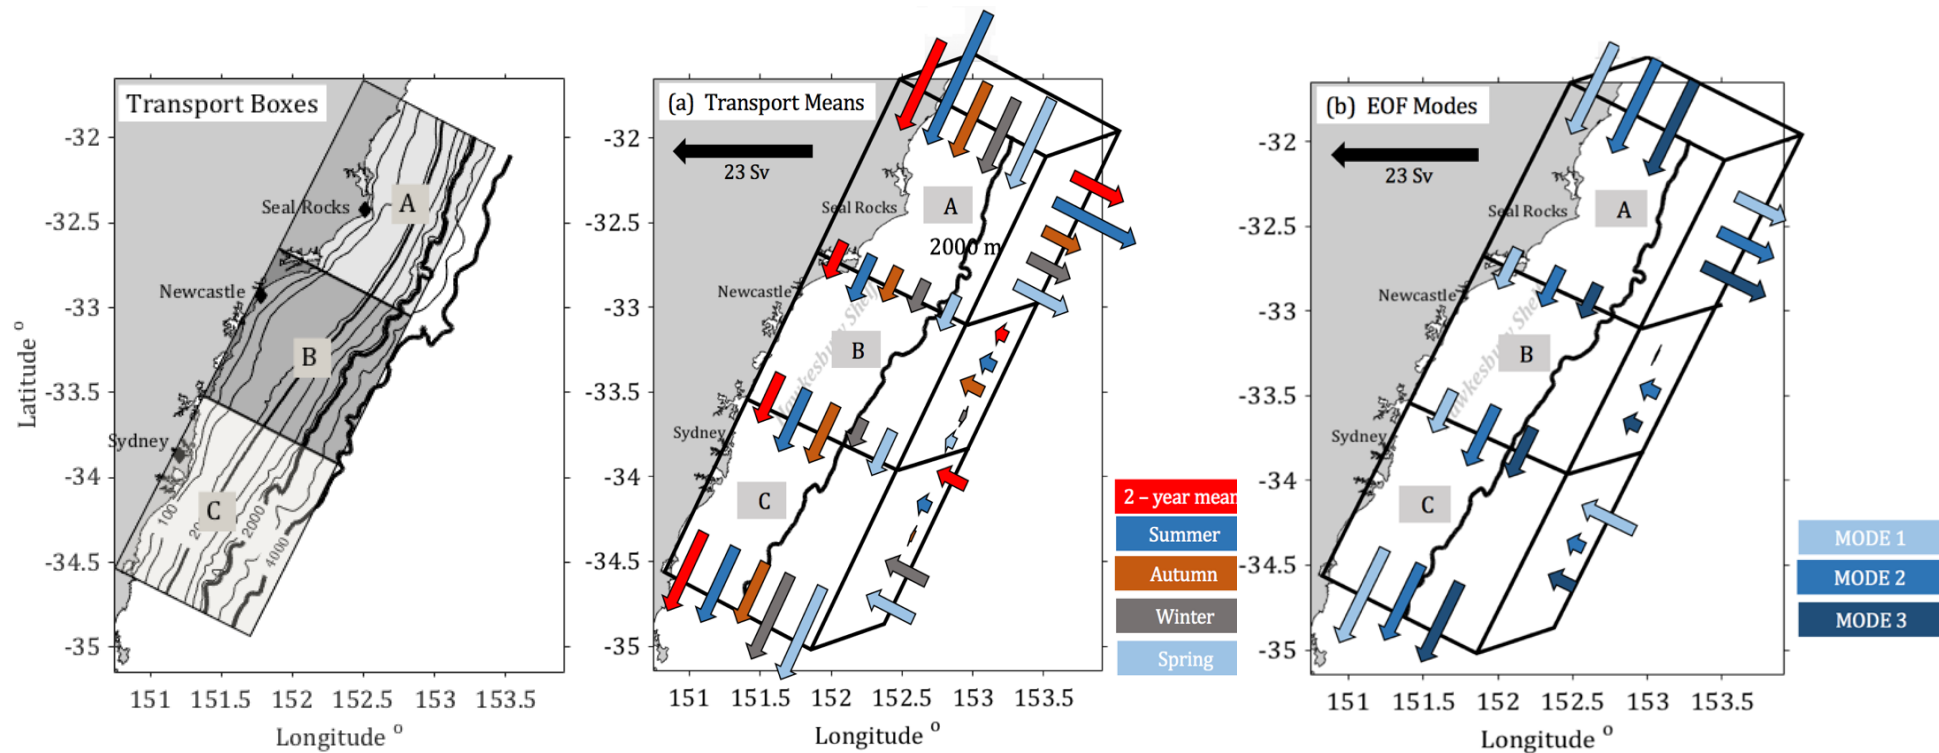 Transport Boxes
-32
-32.5
-33
-33.5
-34
-34.5
-35
Latitude °
151
151.5
152
152.5
153
153.5
Longitude °
Seal Rocks
Newcastle
Sydney
A
B
C
100
2000
4000
(a) Transport Means
23 Sv
-32
-32.5
-33
-33.5
-34
-34.5
-35
151
151.5
152
152.5
153
153.5
Longitude °
Seal Rocks
Newcastle
Sydney
A
2000 m
B
C
2 – year mean
Summer
Autumn
Winter
Spring
(b) EOF Modes
23 Sv
-32
-32.5
-33
-33.5
-34
-34.5
-35
151
151.5
152
152.5
153
153.5
Longitude °
Seal Rocks
Newcastle
Sydney
A
B
C
MODE 1
MODE 2
MODE 3